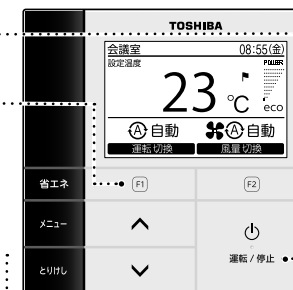 TOSHIBA
会議室 08:55(金)
設定温度 POWER
23℃ eco
Ⓐ自動 Ⓐ自動
運転切換 風量切換
省エネ F1 F2
メニュー
運転/停止
とりけし